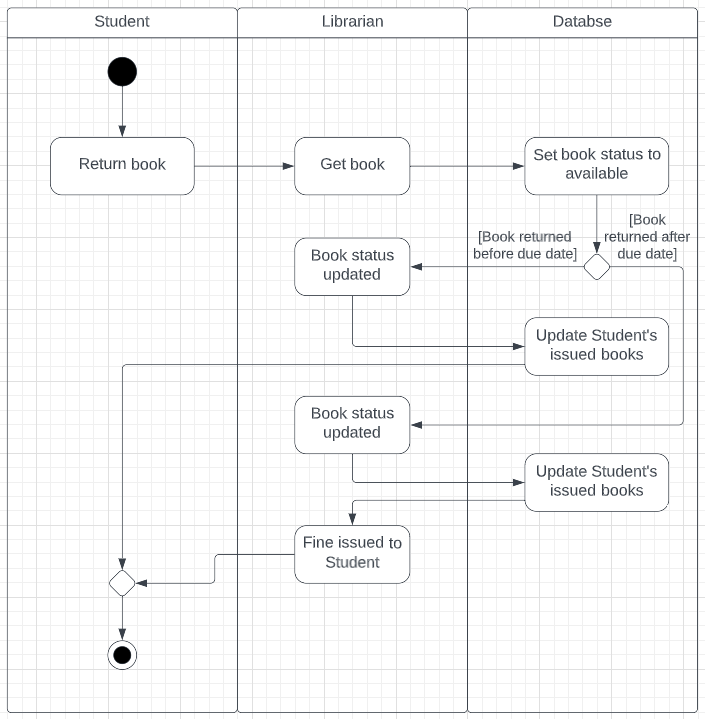 Student
Librarian
Databse
Return book
Get book
Set book status to
available
[Book returned
before due date]
[Book
returned after
due date]
Book status
updated
Update Student's
issued books
Book status
updated
Update Student's
issued books
Fine issued to
Student